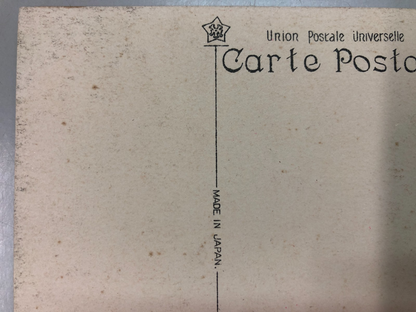 Union Postale Universelle
Carte Posta
MADE IN JAPAN.